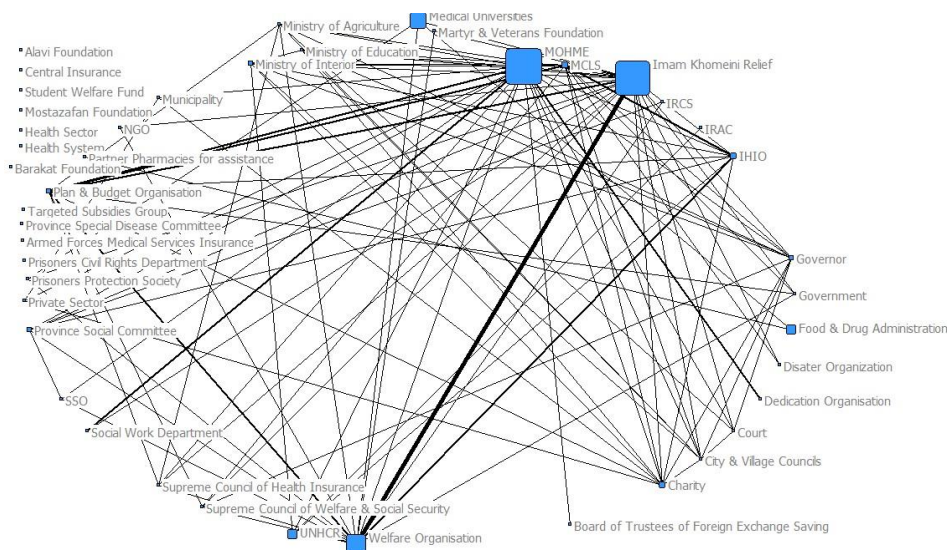 Medical Universities
Ministry of Agriculture
Martyr & Veterans Foundation
Alavi Foundation
Ministry of Education
MOHME
Ministry of Interior
MCLS
Imam Khomeini Relief
Central Insurance
Student Welfare Fund
Municipality
IRCS
Mostazafan Foundation
NGO
IRAC
Health Sector
Health System
Partner Pharmacies for assistance
IHIO
Barakat Foundation
Plan & Budget Organisation
Targeted Subsidies Group
Province Special Disease Committee
Armed Forces Medical Services Insurance
Prisoners Civil Rights Department
Governor
Prisoners Protection Society
Government
Private Sector
Province Social Committee
Food & Drug Administration
Disater Organization
SSO
Dedication Organisation
Social Work Department
Court
City & Village Councils
Supreme Council of Health Insurance
Charity
Supreme Council of Welfare & Social Security
Board of Trustees of Foreign Exchange Saving
UNHCR
Welfare Organisation